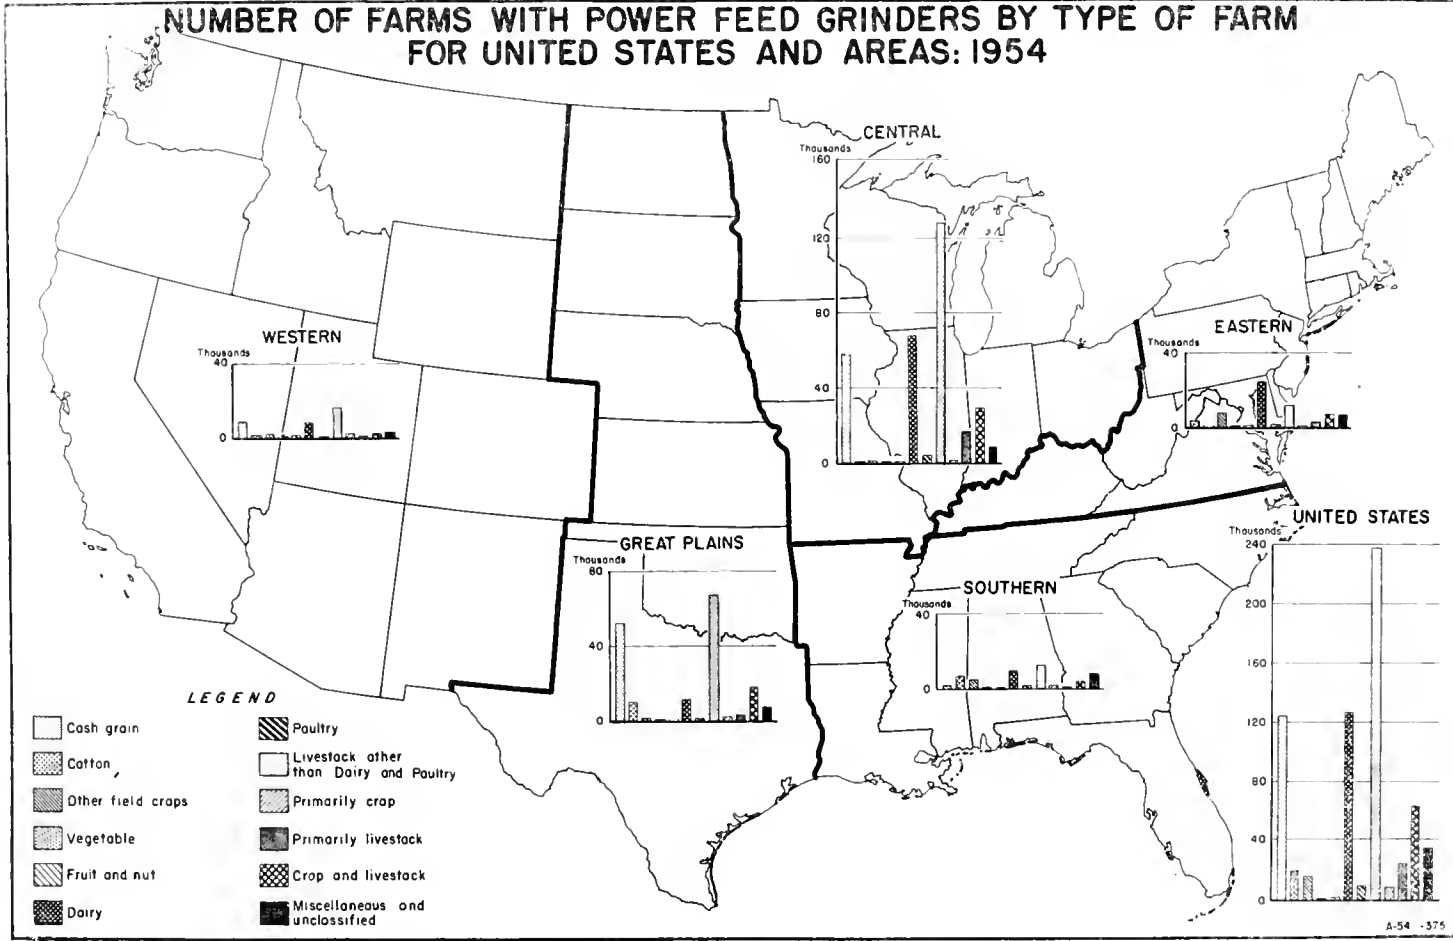 NUMBER OF FARMS WITH POWER FEED GRINDERS BY TYPE OF FARM
FOR UNITED STATES AND AREAS: 1954
CENTRAL
Thousands
160
120
80
40
0
WESTERN
Thousands
40
0
EASTERN
Thousands
40
0
GREAT PLAINS
Thousands
80
40
0
SOUTHERN
Thousands
40
0
UNITED STATES
Thousands
240
200
160
120
80
40
0
LEGEND
Cash grain
Cotton
Other field crops
Vegetable
Fruit and nut
Dairy
Poultry
Livestock other
than Dairy and Poultry
Primarily crop
Primarily livestock
Crop and livestock
Miscellaneous and
unclassified
A-54 -375